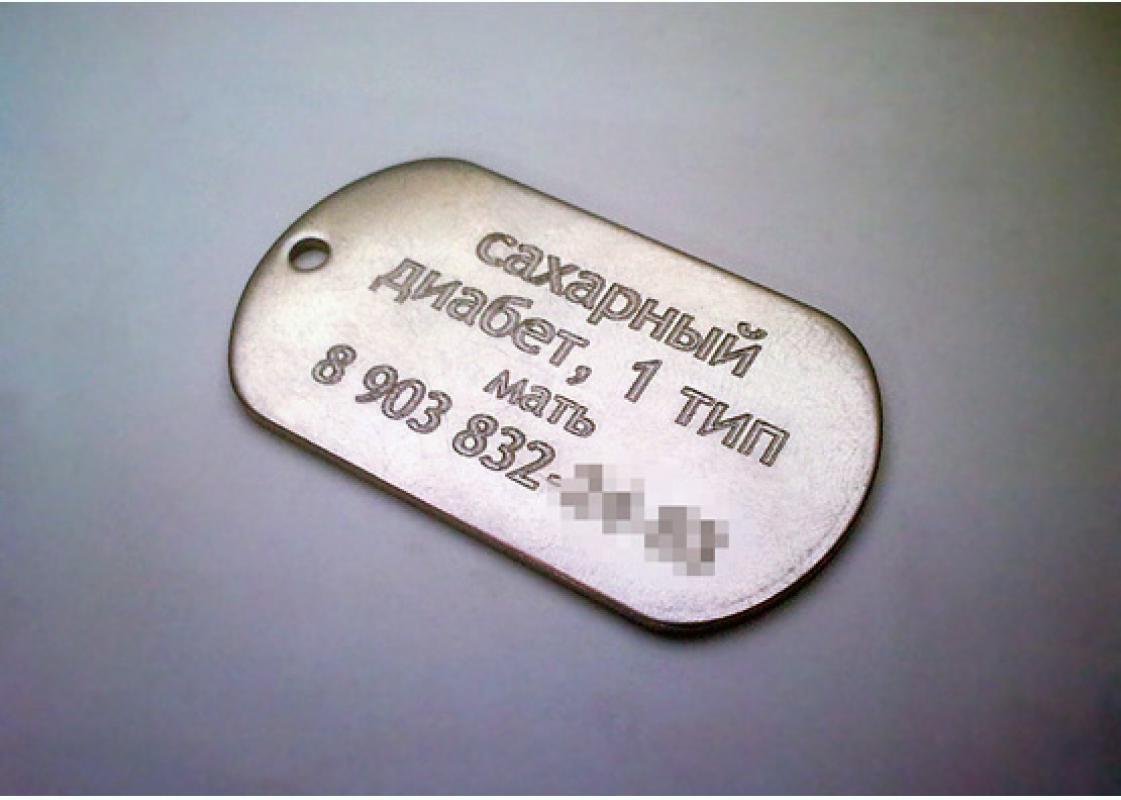 сахарный
диабет, 1 тип
мать
8 903 832-